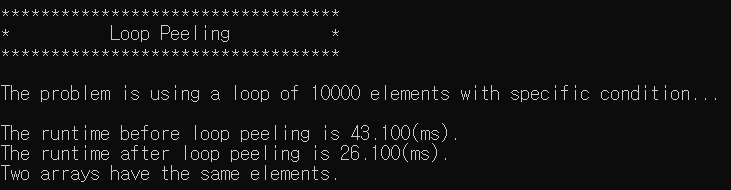 **********************************
*          Loop Peeling          *
**********************************
The problem is using a loop of 10000 elements with specific condition...
The runtime before loop peeling is 43.100(ms).
The runtime after loop peeling is 26.100(ms).
Two arrays have the same elements.